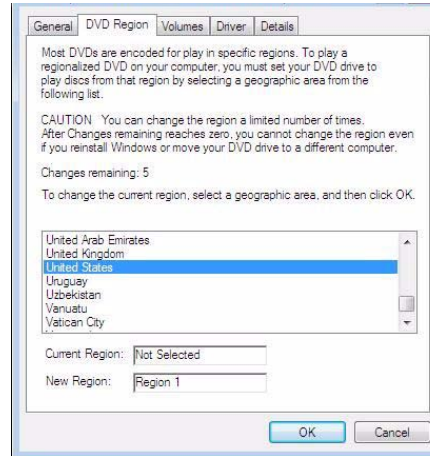 General DVD Region Volumes Driver Details
Most DVDs are encoded for play in specific regions. To play a
regionalized DVD on your computer, you must set your DVD drive to
play discs from that region by selecting a geographic area from the
following list.
CAUTION You can change the region a limited number of times.
After Changes remaining reaches zero, you cannot change the region even
if you reinstall Windows or move your DVD drive to a different computer.
Changes remaining: 5
To change the current region, select a geographic area, and then click OK.
United Arab Emirates
United Kingdom
United States
Uruguay
Uzbekistan
Vanuatu
Vatican City
Current Region: Not Selected
New Region: Region 1
OK Cancel